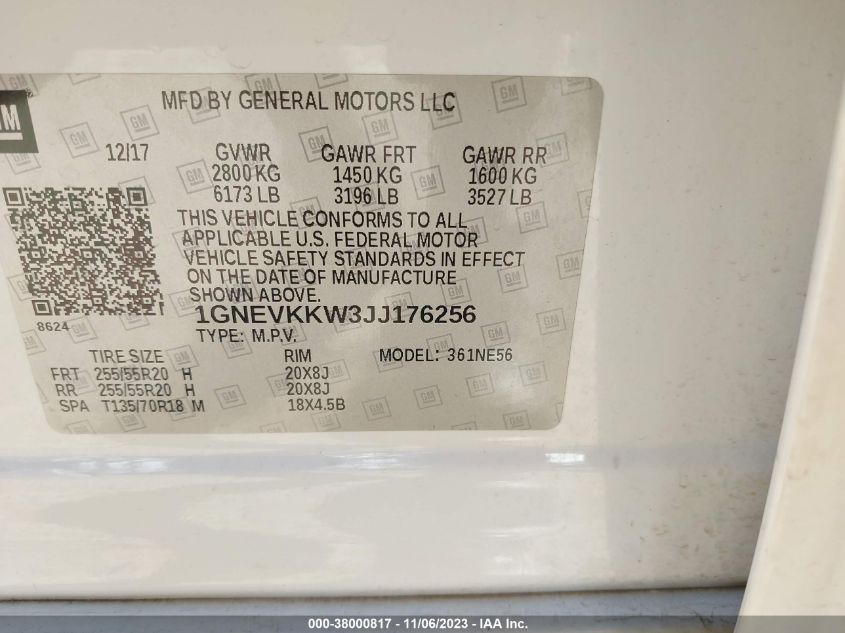 GM
MFD BY GENERAL MOTORS LLC
12/17 GVWR GAWR FRT GAWR RR
2800 KG 1450 KG 1600 KG
6173 LB 3196 LB 3527 LB
THIS VEHICLE CONFORMS TO ALL
APPLICABLE U.S. FEDERAL MOTOR
VEHICLE SAFETY STANDARDS IN EFFECT
ON THE DATE OF MANUFACTURE
SHOWN ABOVE.
1GNEVKKW3JJ176256
8624
TYPE: M.P.V.
TIRE SIZE RIM MODEL: 361NE56
FRT 255/55R20 H 20X8J
RR 255/55R20 H 20X8J
SPA T135/70R18 M 18X4.5B
000-38000817 - 11/06/2023 - IAA Inc.